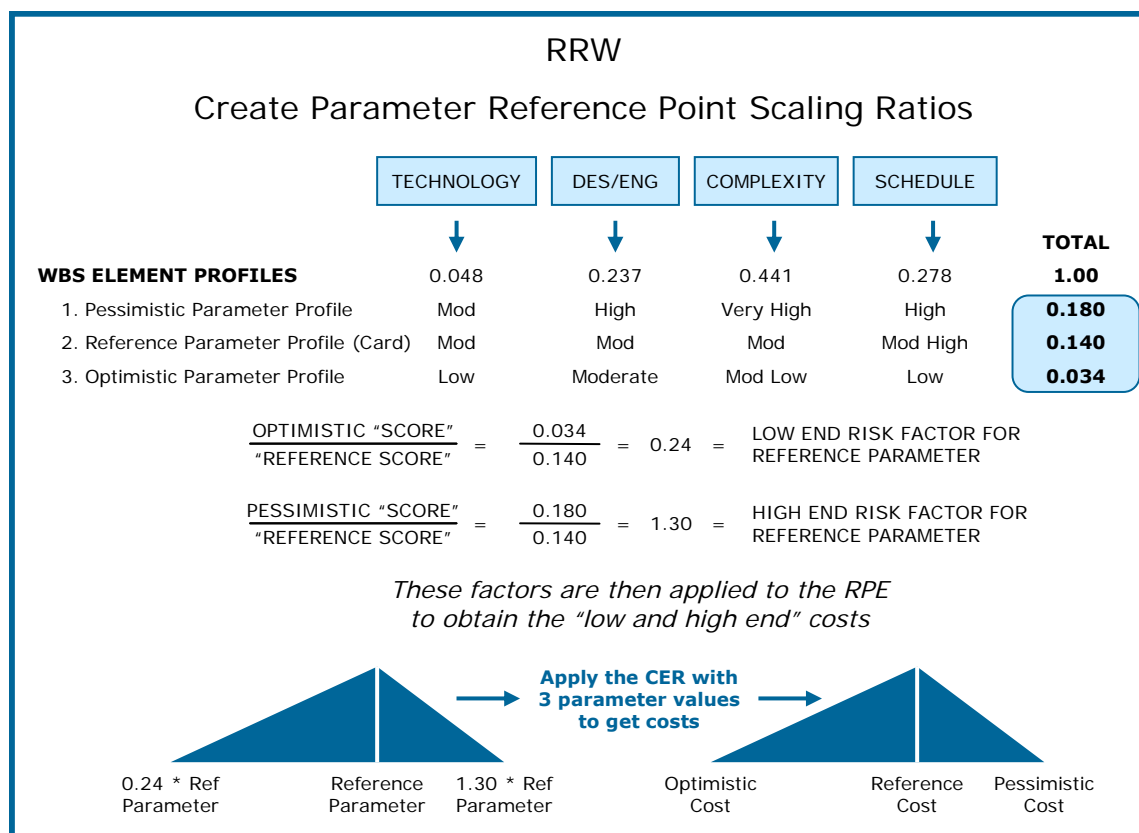 RRW
Create Parameter Reference Point Scaling Ratios
TECHNOLOGY DES/ENG COMPLEXITY SCHEDULE
TOTAL
WBS ELEMENT PROFILES 0.048 0.237 0.441 0.278 1.00
1. Pessimistic Parameter Profile Mod High Very High High 0.180
2. Reference Parameter Profile (Card) Mod Mod Mod Mod High 0.140
3. Optimistic Parameter Profile Low Moderate Mod Low Low 0.034
OPTIMISTIC “SCORE”
“REFERENCE SCORE”
=
0.034
0.140
= 0.24 =
LOW END RISK FACTOR FOR
REFERENCE PARAMETER
PESSIMISTIC “SCORE”
“REFERENCE SCORE”
=
0.180
0.140
= 1.30 =
HIGH END RISK FACTOR FOR
REFERENCE PARAMETER
These factors are then applied to the RPE
to obtain the “low and high end” costs
Apply the CER with
3 parameter values
to get costs
0.24 * Ref
Parameter
Reference
Parameter
1.30 * Ref
Parameter
Optimistic
Cost
Reference
Cost
Pessimistic
Cost